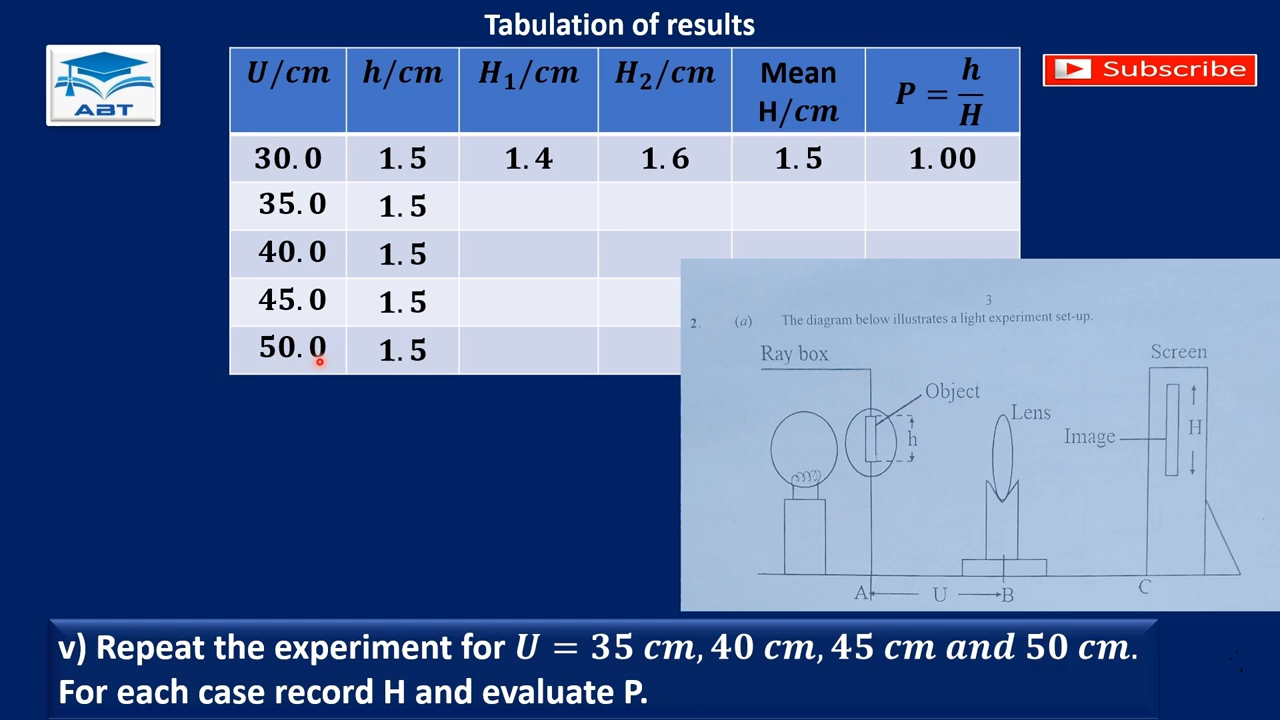 Tabulation of results
ABT
Subscribe
U/cm h/cm H₁/cm H₂/cm Mean H/cm P = h/H
30.0 1.5 1.4 1.6 1.5 1.00
35.0 1.5
40.0 1.5
45.0 1.5
50.0 1.5
3
2. (a) The diagram below illustrates a light experiment set-up.
Ray box
Screen
Object
Lens
h
Image
H
A U B C
v) Repeat the experiment for U = 35 cm, 40 cm, 45 cm and 50 cm.
For each case record H and evaluate P.